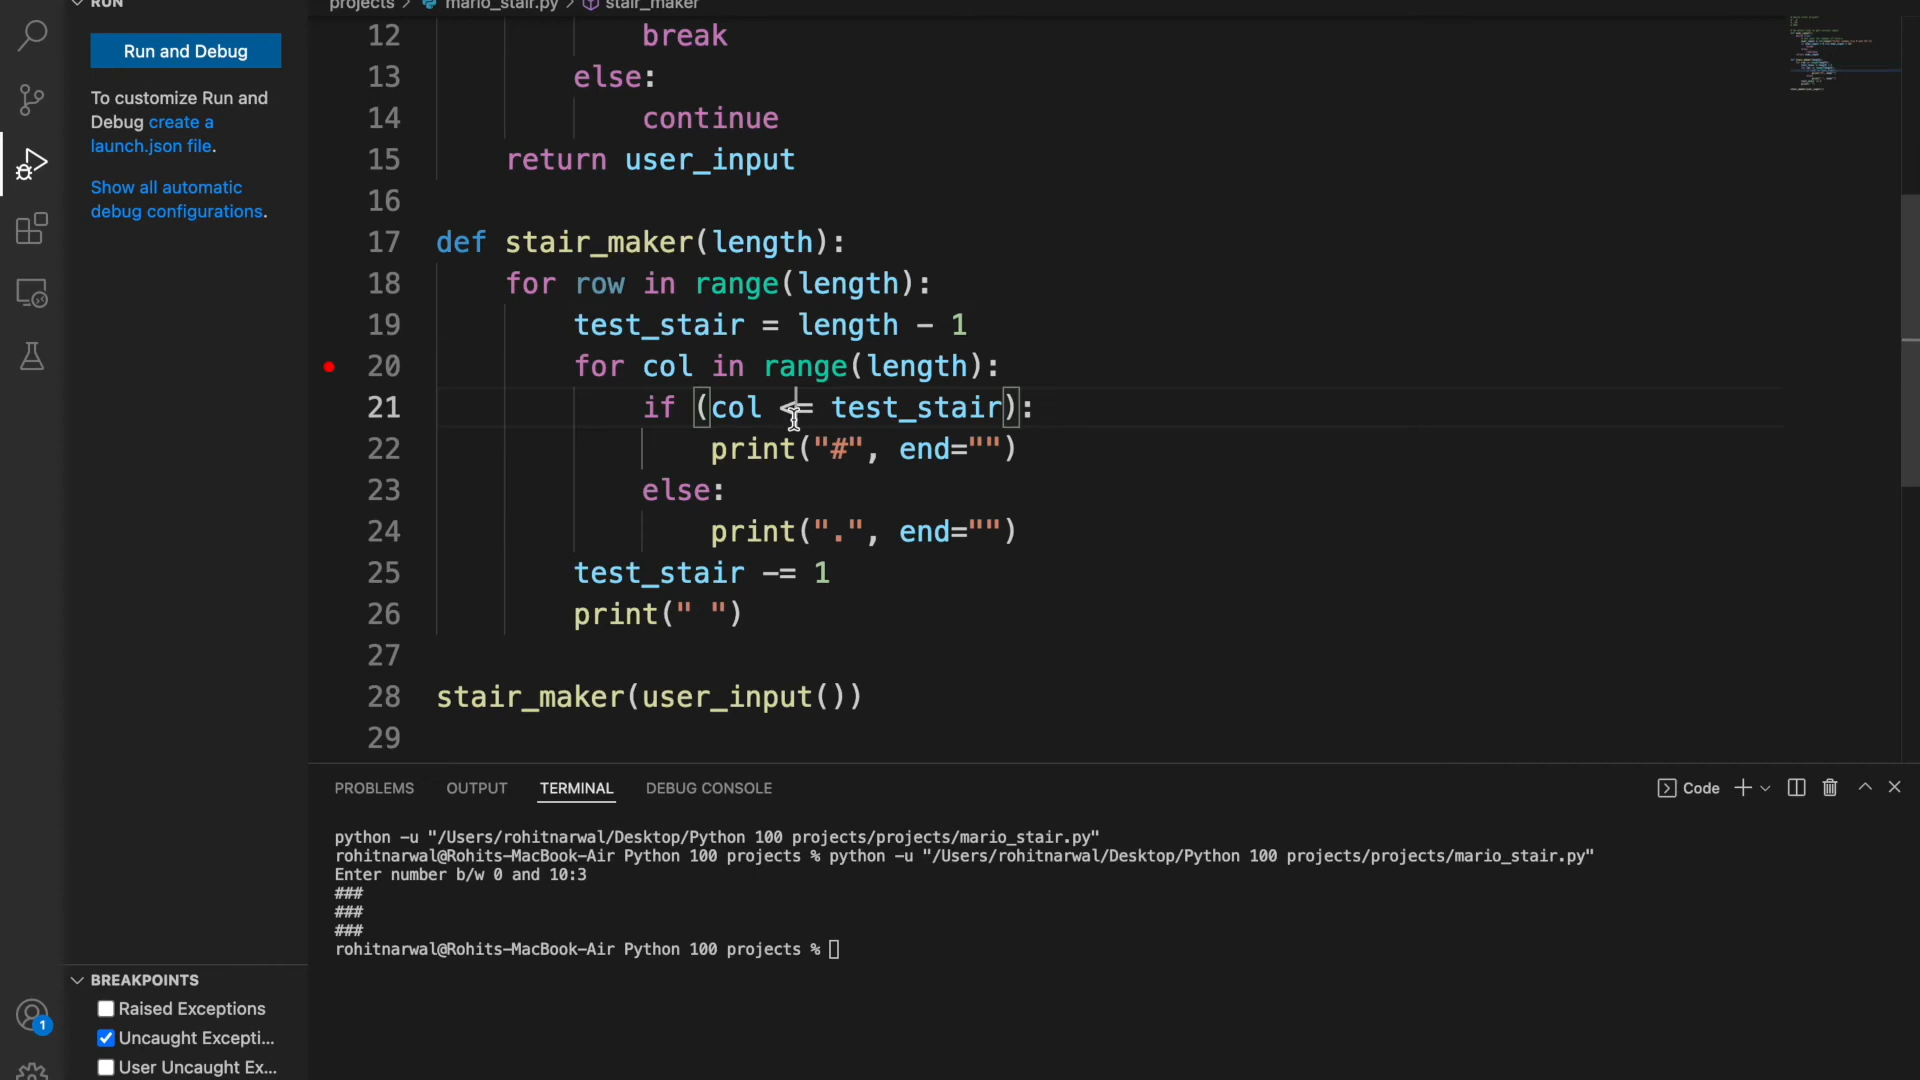 RUN
Run and Debug
To customize Run and
Debug create a
launch.json file.
Show all automatic
debug configurations.
BREAKPOINTS
Raised Exceptions
Uncaught Excepti...
User Uncaught Ex...
1
projects > mario_stair.py > stair_maker
12 break
13 else:
14 continue
15 return user_input
16
17 def stair_maker(length):
18 for row in range(length):
19 test_stair = length - 1
20 for col in range(length):
21 if (col <= test_stair):
22 print("#", end="")
23 else:
24 print(".", end="")
25 test_stair -= 1
26 print(" ")
27
28 stair_maker(user_input())
29
PROBLEMS OUTPUT TERMINAL DEBUG CONSOLE Code
python -u "/Users/rohitnarwal/Desktop/Python 100 projects/projects/mario_stair.py"
rohitnarwal@Rohits-MacBook-Air Python 100 projects % python -u "/Users/rohitnarwal/Desktop/Python 100 projects/projects/mario_stair.py"
Enter number b/w 0 and 10:3
###
###
###
rohitnarwal@Rohits-MacBook-Air Python 100 projects %